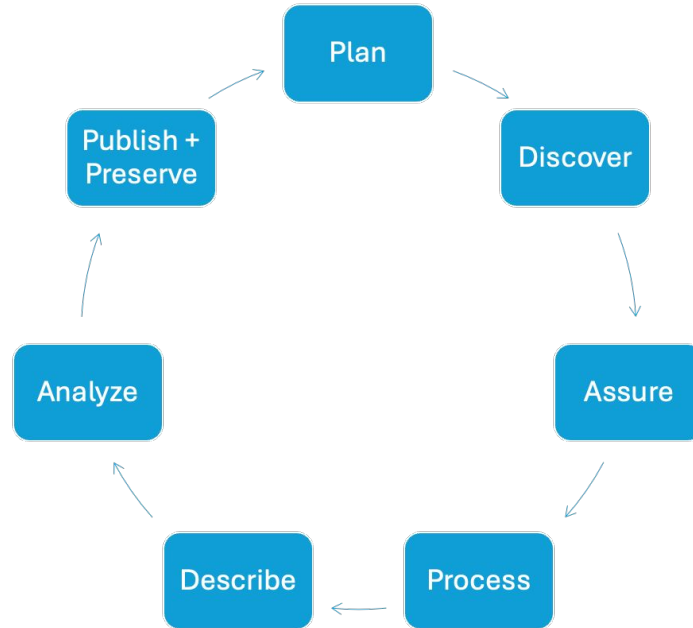 Plan
Discover
Assure
Process
Describe
Analyze
Publish +
Preserve